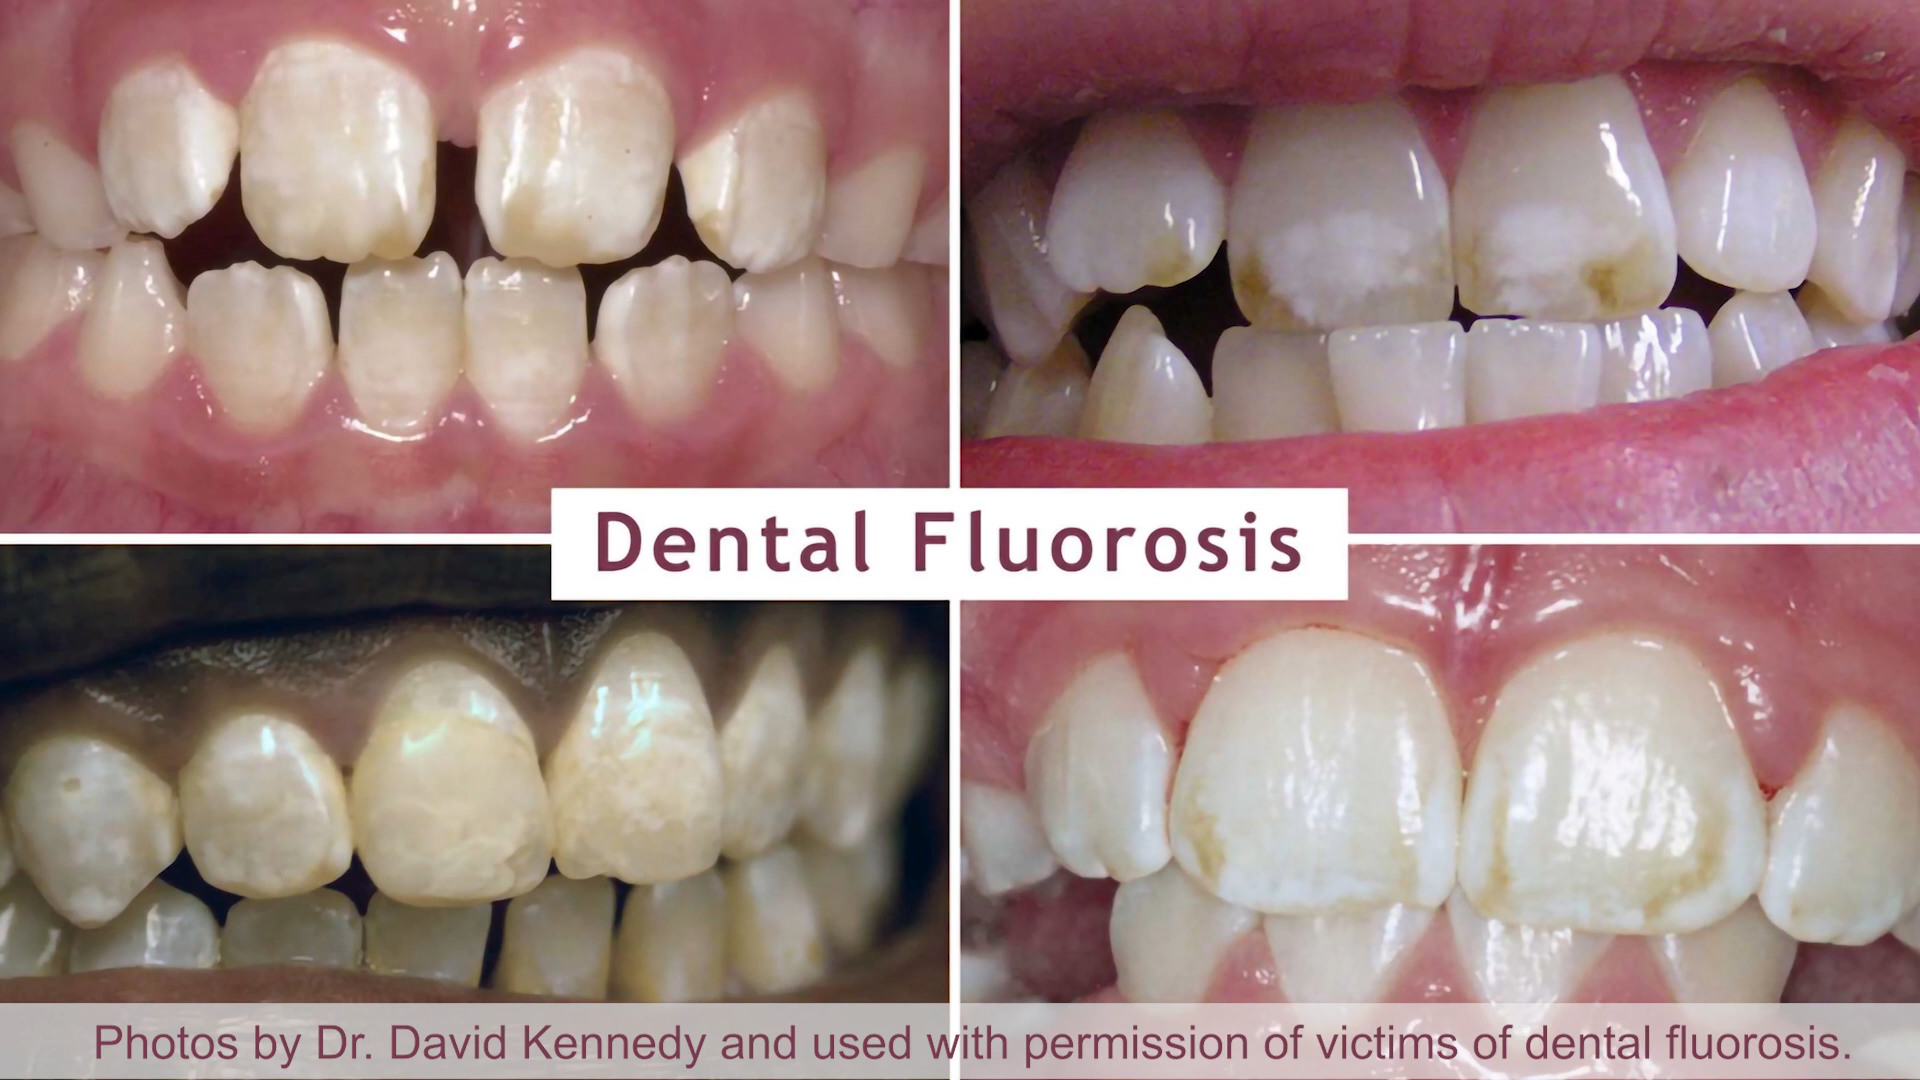 Dental Fluorosis
Photos by Dr. David Kennedy and used with permission of victims of dental fluorosis.